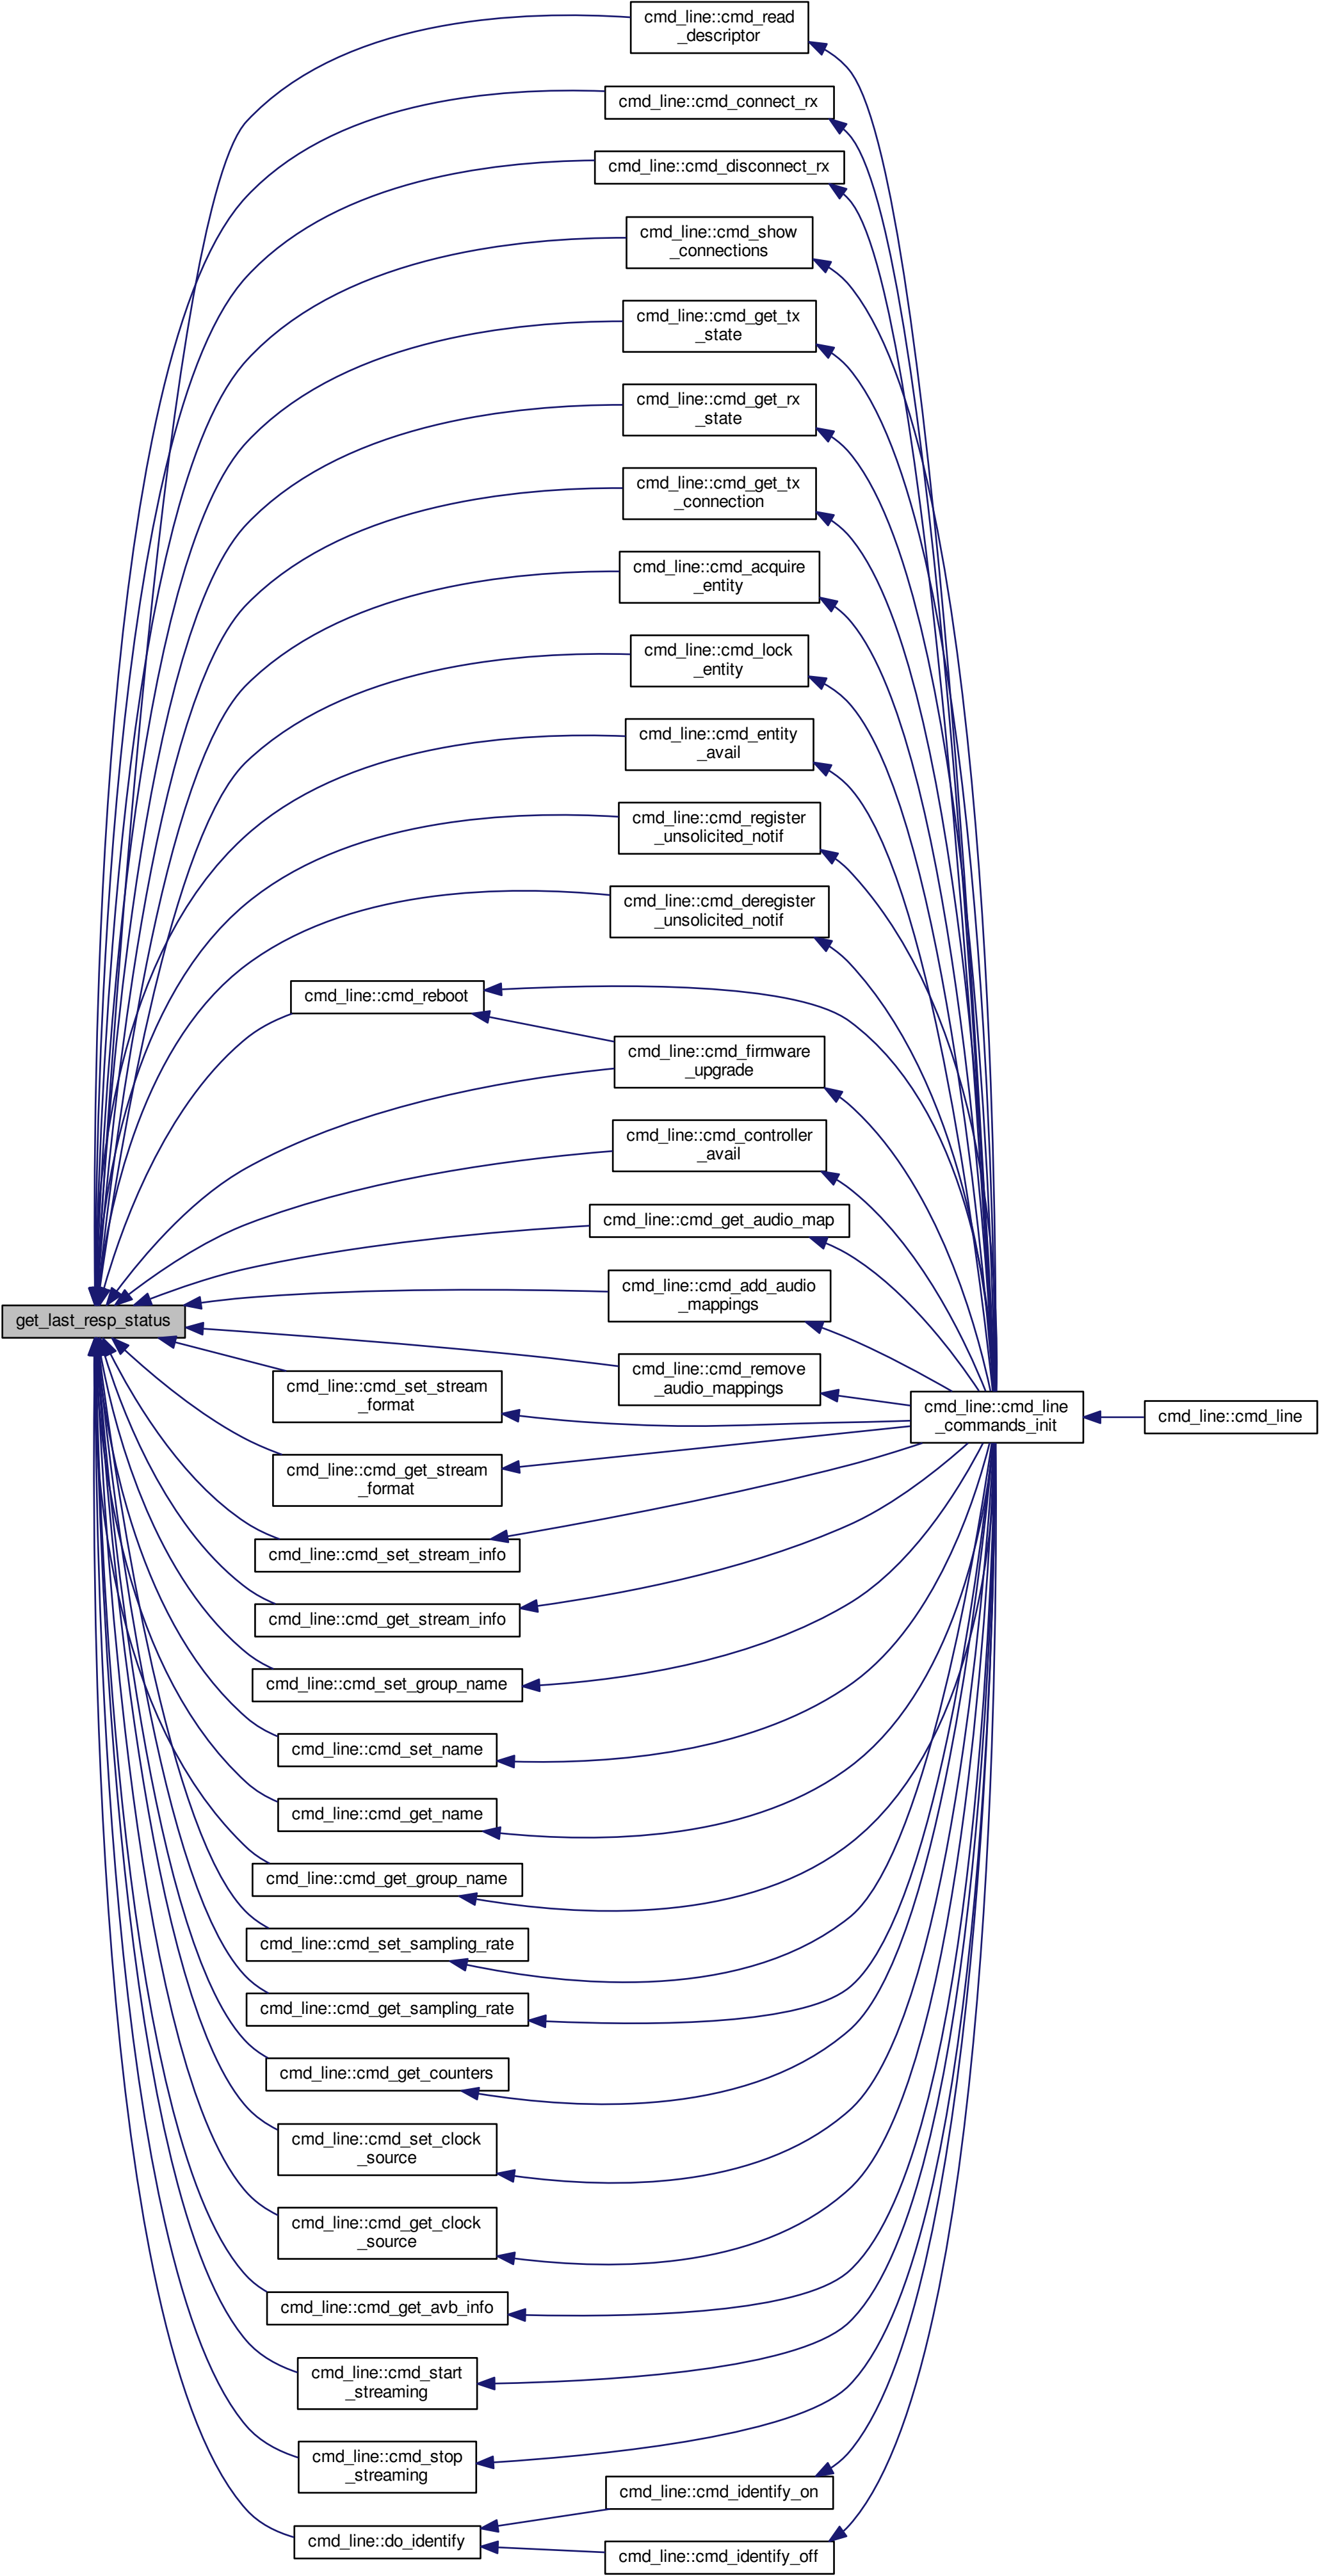 cmd_line::cmd_read
_descriptor
cmd_line::cmd_connect_rx
cmd_line::cmd_disconnect_rx
cmd_line::cmd_show
_connections
cmd_line::cmd_get_tx
_state
cmd_line::cmd_get_rx
_state
cmd_line::cmd_get_tx
_connection
cmd_line::cmd_acquire
_entity
cmd_line::cmd_lock
_entity
cmd_line::cmd_entity
_avail
cmd_line::cmd_register
_unsolicited_notif
cmd_line::cmd_deregister
_unsolicited_notif
cmd_line::cmd_reboot
cmd_line::cmd_firmware
_upgrade
cmd_line::cmd_controller
_avail
cmd_line::cmd_get_audio_map
cmd_line::cmd_add_audio
_mappings
get_last_resp_status
cmd_line::cmd_remove
_audio_mappings
cmd_line::cmd_set_stream
_format
cmd_line::cmd_line
_commands_init
cmd_line::cmd_line
cmd_line::cmd_get_stream
_format
cmd_line::cmd_set_stream_info
cmd_line::cmd_get_stream_info
cmd_line::cmd_set_group_name
cmd_line::cmd_set_name
cmd_line::cmd_get_name
cmd_line::cmd_get_group_name
cmd_line::cmd_set_sampling_rate
cmd_line::cmd_get_sampling_rate
cmd_line::cmd_get_counters
cmd_line::cmd_set_clock
_source
cmd_line::cmd_get_clock
_source
cmd_line::cmd_get_avb_info
cmd_line::cmd_start
_streaming
cmd_line::cmd_stop
_streaming
cmd_line::cmd_identify_on
cmd_line::do_identify
cmd_line::cmd_identify_off